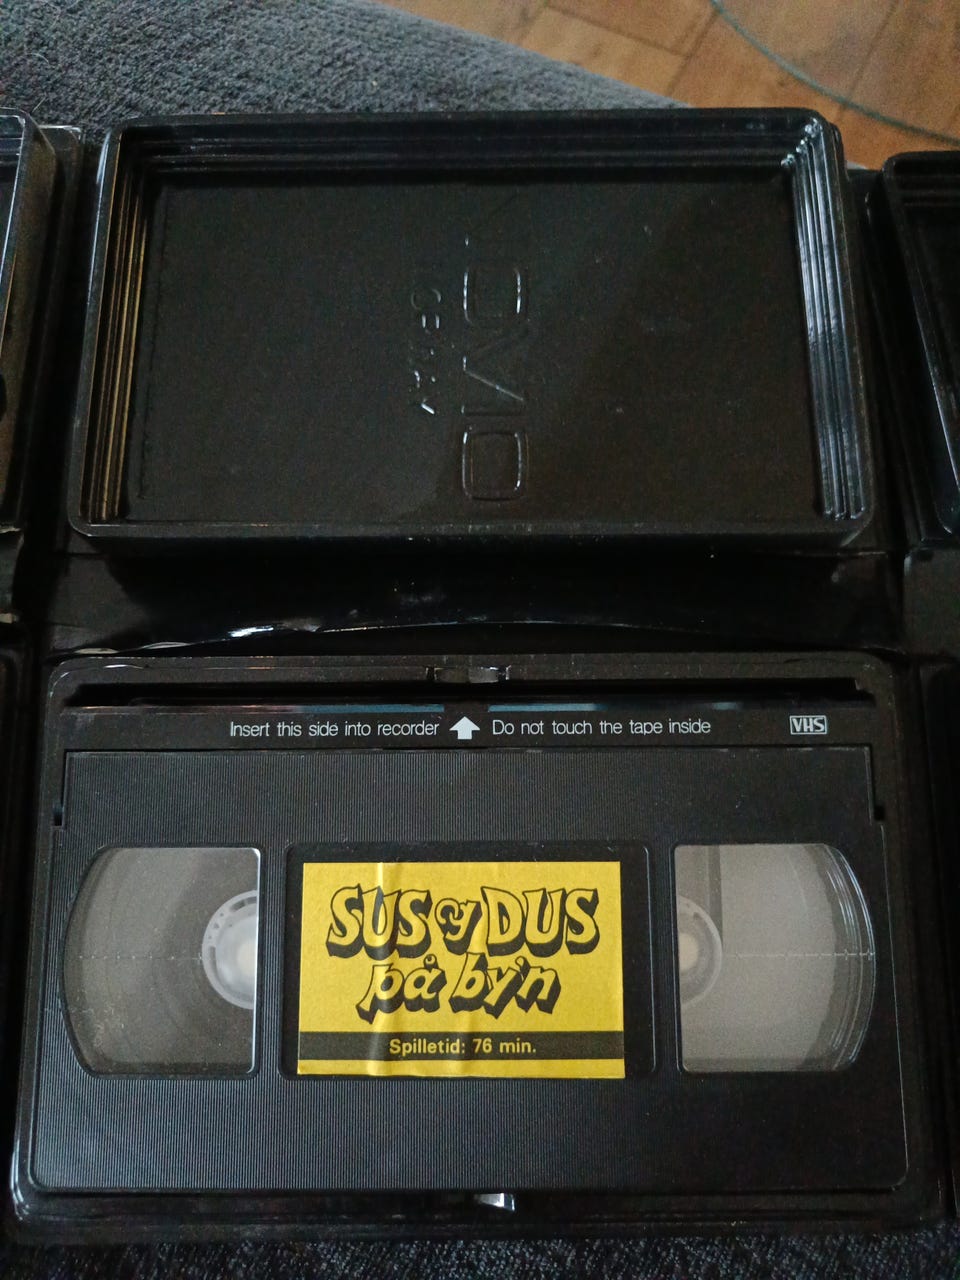 Insert this side into recorder Do not touch the tape inside VHS
SUS og DUS
på by'n
Spilletid: 76 min.